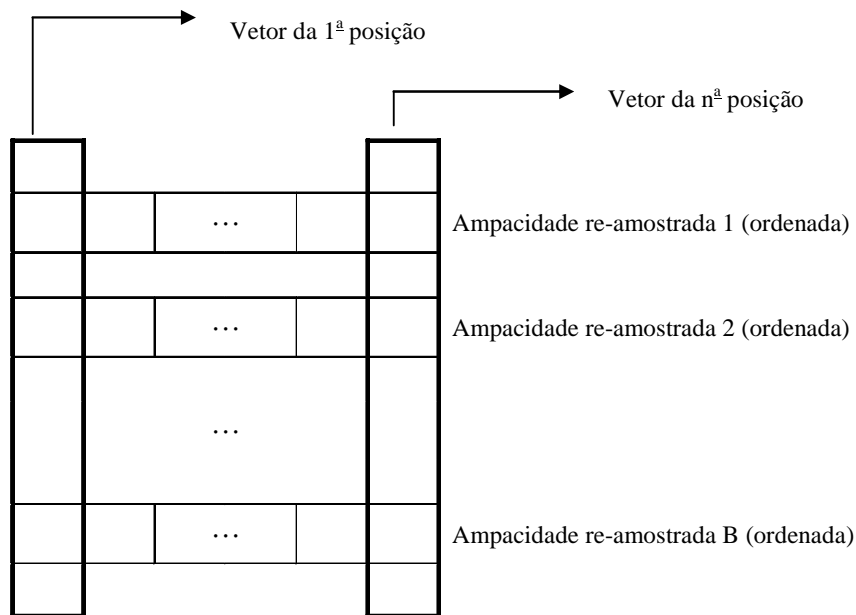 Vetor da 1ª posição
Vetor da nª posição
…
Ampacidade re-amostrada 1 (ordenada)
…
Ampacidade re-amostrada 2 (ordenada)
…
…
Ampacidade re-amostrada B (ordenada)